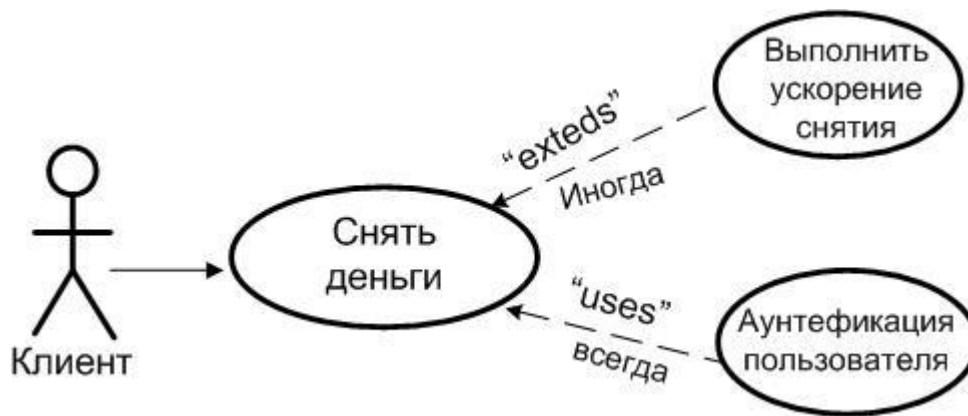 Выполнить
ускорение
снятия
“exteds”
Иногда
Снять
деньги
“uses”
всегда
Аунтефикация
пользователя
Клиент